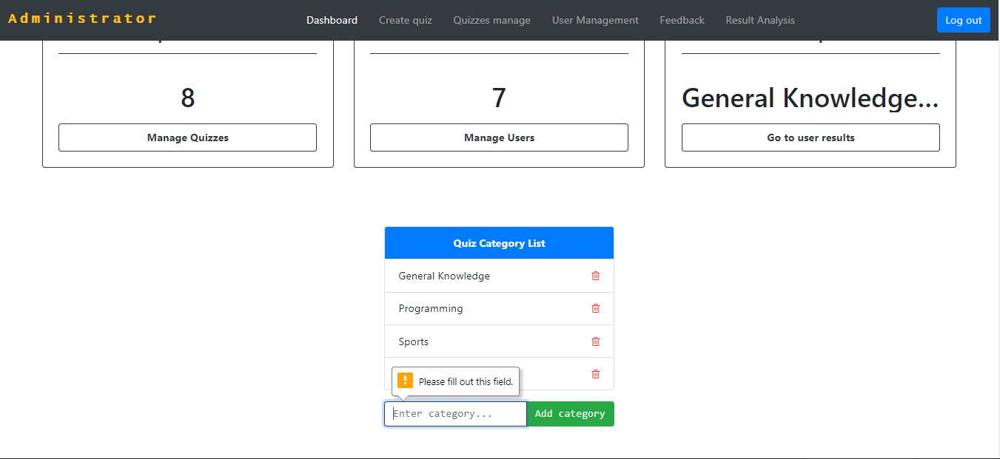 Administrator
Dashboard
Create quiz
Quizzes manage
User Management
Feedback
Result Analysis
Log out
8
7
General Knowledge...
Manage Quizzes
Manage Users
Go to user results
Quiz Category List
General Knowledge
Programming
Sports
! Please fill out this field.
Enter category...
Add category